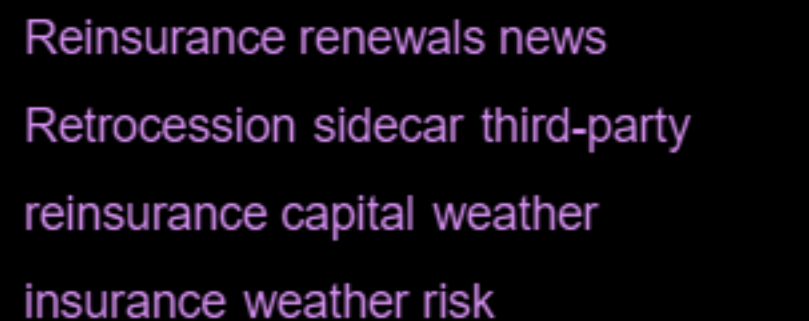 Reinsurance renewals news
Retrocession sidecar third-party
reinsurance capital weather
insurance weather risk